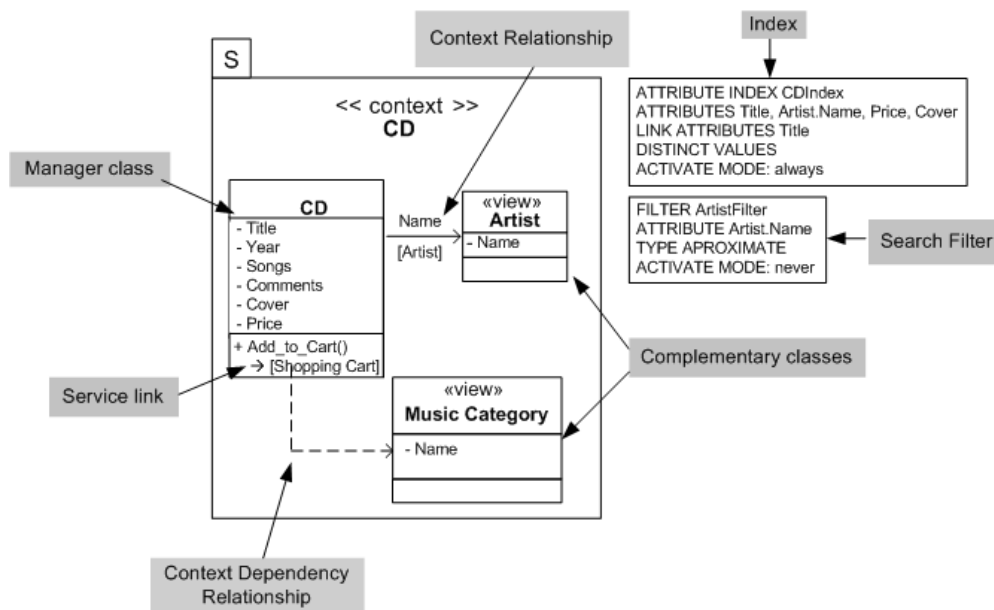 Context Relationship
Index
S
<< context >>
CD
ATTRIBUTE INDEX CDIndex
ATTRIBUTES Title, Artist.Name, Price, Cover
LINK ATTRIBUTES Title
DISTINCT VALUES
ACTIVATE MODE: always
Manager class
CD
- Title
- Year
- Songs
- Comments
- Cover
- Price
+ Add_to_Cart()
→ [Shopping Cart]
Name
[Artist]
«view»
Artist
- Name
FILTER ArtistFilter
ATTRIBUTE Artist.Name
TYPE APROXIMATE
ACTIVATE MODE: never
Search Filter
Complementary classes
Service link
«view»
Music Category
- Name
Context Dependency
Relationship